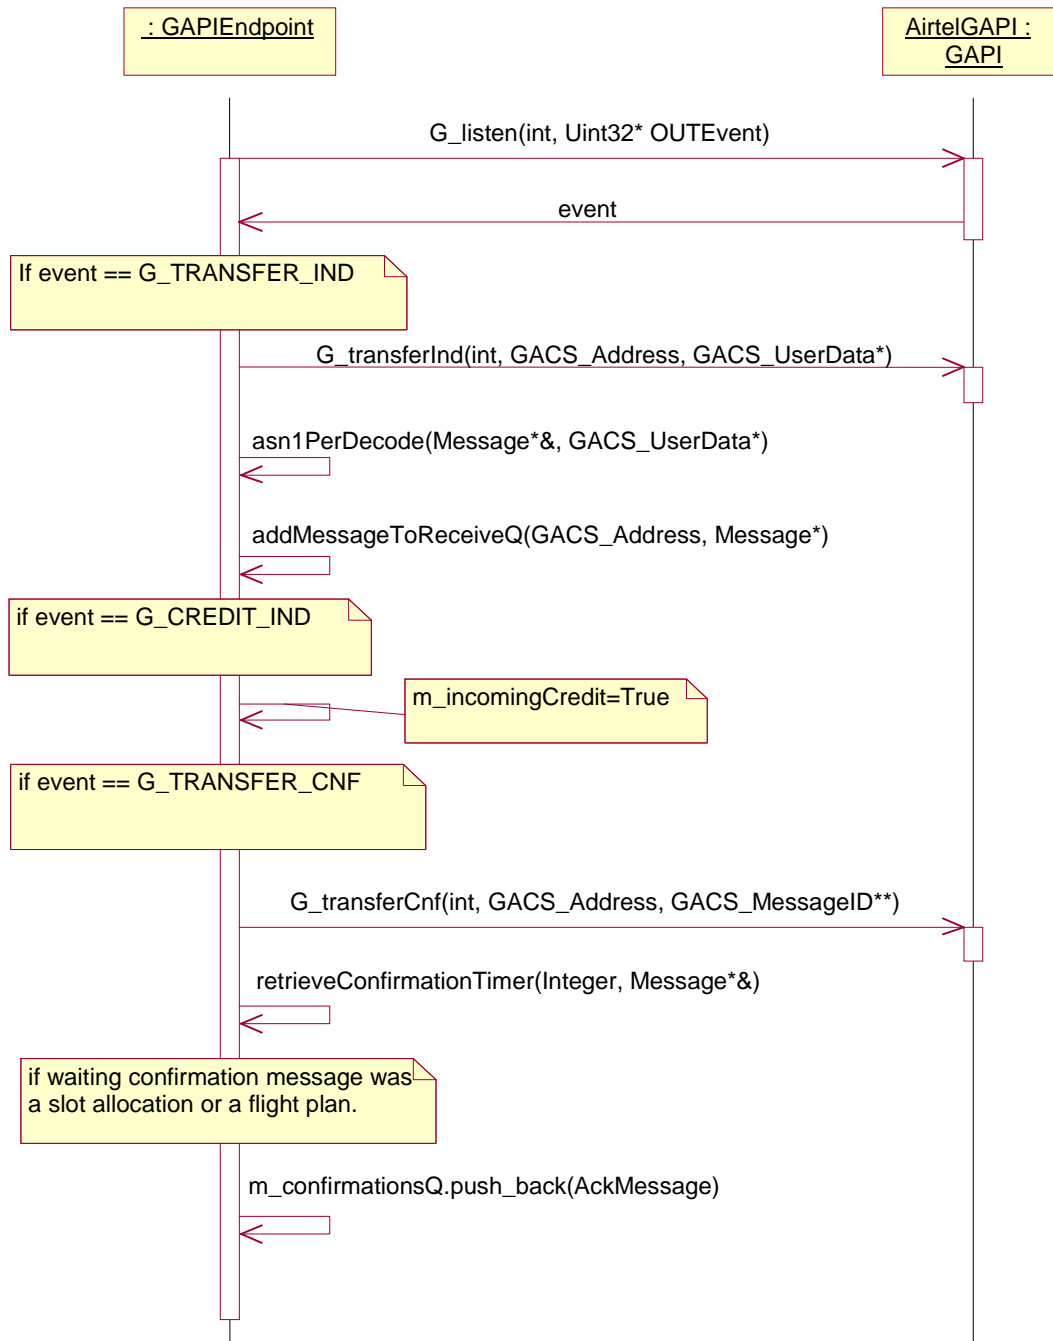 : GAPIEndpoint
AirtelGAPI :
GAPI
G_listen(int, Uint32* OUTEvent)
event
If event == G_TRANSFER_IND
G_transferInd(int, GACS_Address, GACS_UserData*)
asn1PerDecode(Message*&, GACS_UserData*)
addMessageToReceiveQ(GACS_Address, Message*)
if event == G_CREDIT_IND
m_incomingCredit=True
if event == G_TRANSFER_CNF
G_transferCnf(int, GACS_Address, GACS_MessageID**)
retrieveConfirmationTimer(Integer, Message*&)
if waiting confirmation message was
a slot allocation or a flight plan.
m_confirmationsQ.push_back(AckMessage)